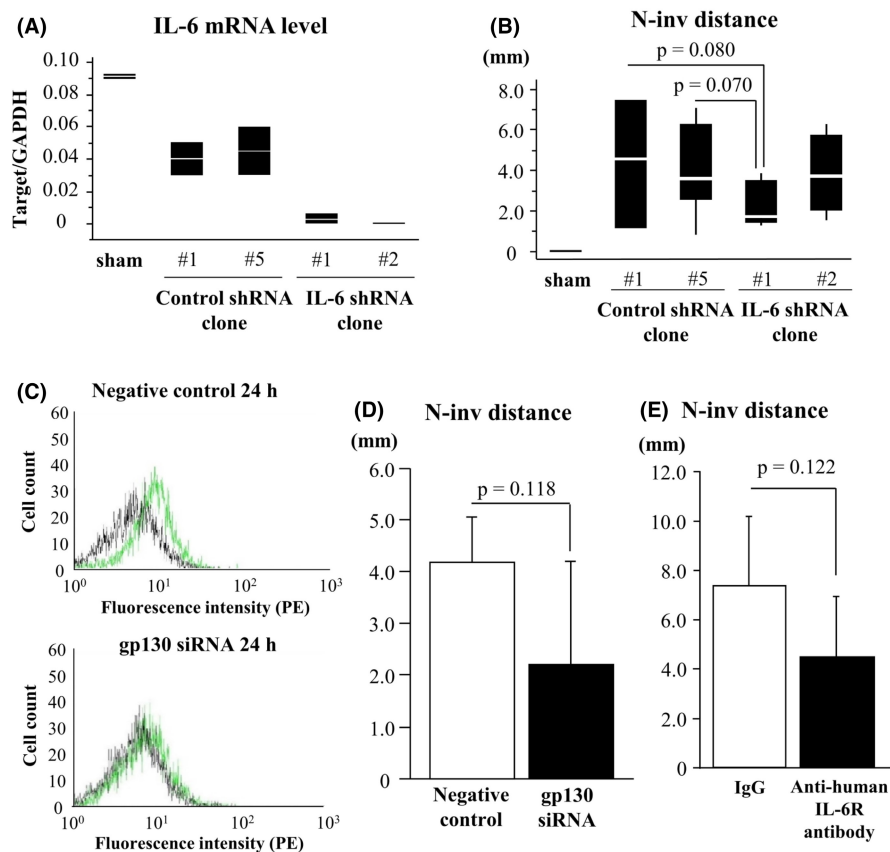 (A)
IL-6 mRNA level
Target/GAPDH
0.10
0.08
0.06
0.04
0.02
0
sham
#1
#5
#1
#2
Control shRNA
clone
IL-6 shRNA
clone
(B)
N-inv distance
(mm)
p = 0.080
p = 0.070
8.0
6.0
4.0
2.0
0
sham
#1
#5
#1
#2
Control shRNA
clone
IL-6 shRNA
clone
(C)
Negative control 24 h
Cell count
60
50
40
30
20
10
0
10⁰
10¹
10²
10³
Fluorescence intensity (PE)
gp130 siRNA 24 h
Cell count
60
50
40
30
20
10
0
10⁰
10¹
10²
10³
Fluorescence intensity (PE)
(D)
N-inv distance
(mm)
p = 0.118
6.0
5.0
4.0
3.0
2.0
1.0
0
Negative
control
gp130
siRNA
(E)
N-inv distance
(mm)
p = 0.122
12.0
10.0
8.0
6.0
4.0
2.0
0
IgG
Anti-human
IL-6R
antibody